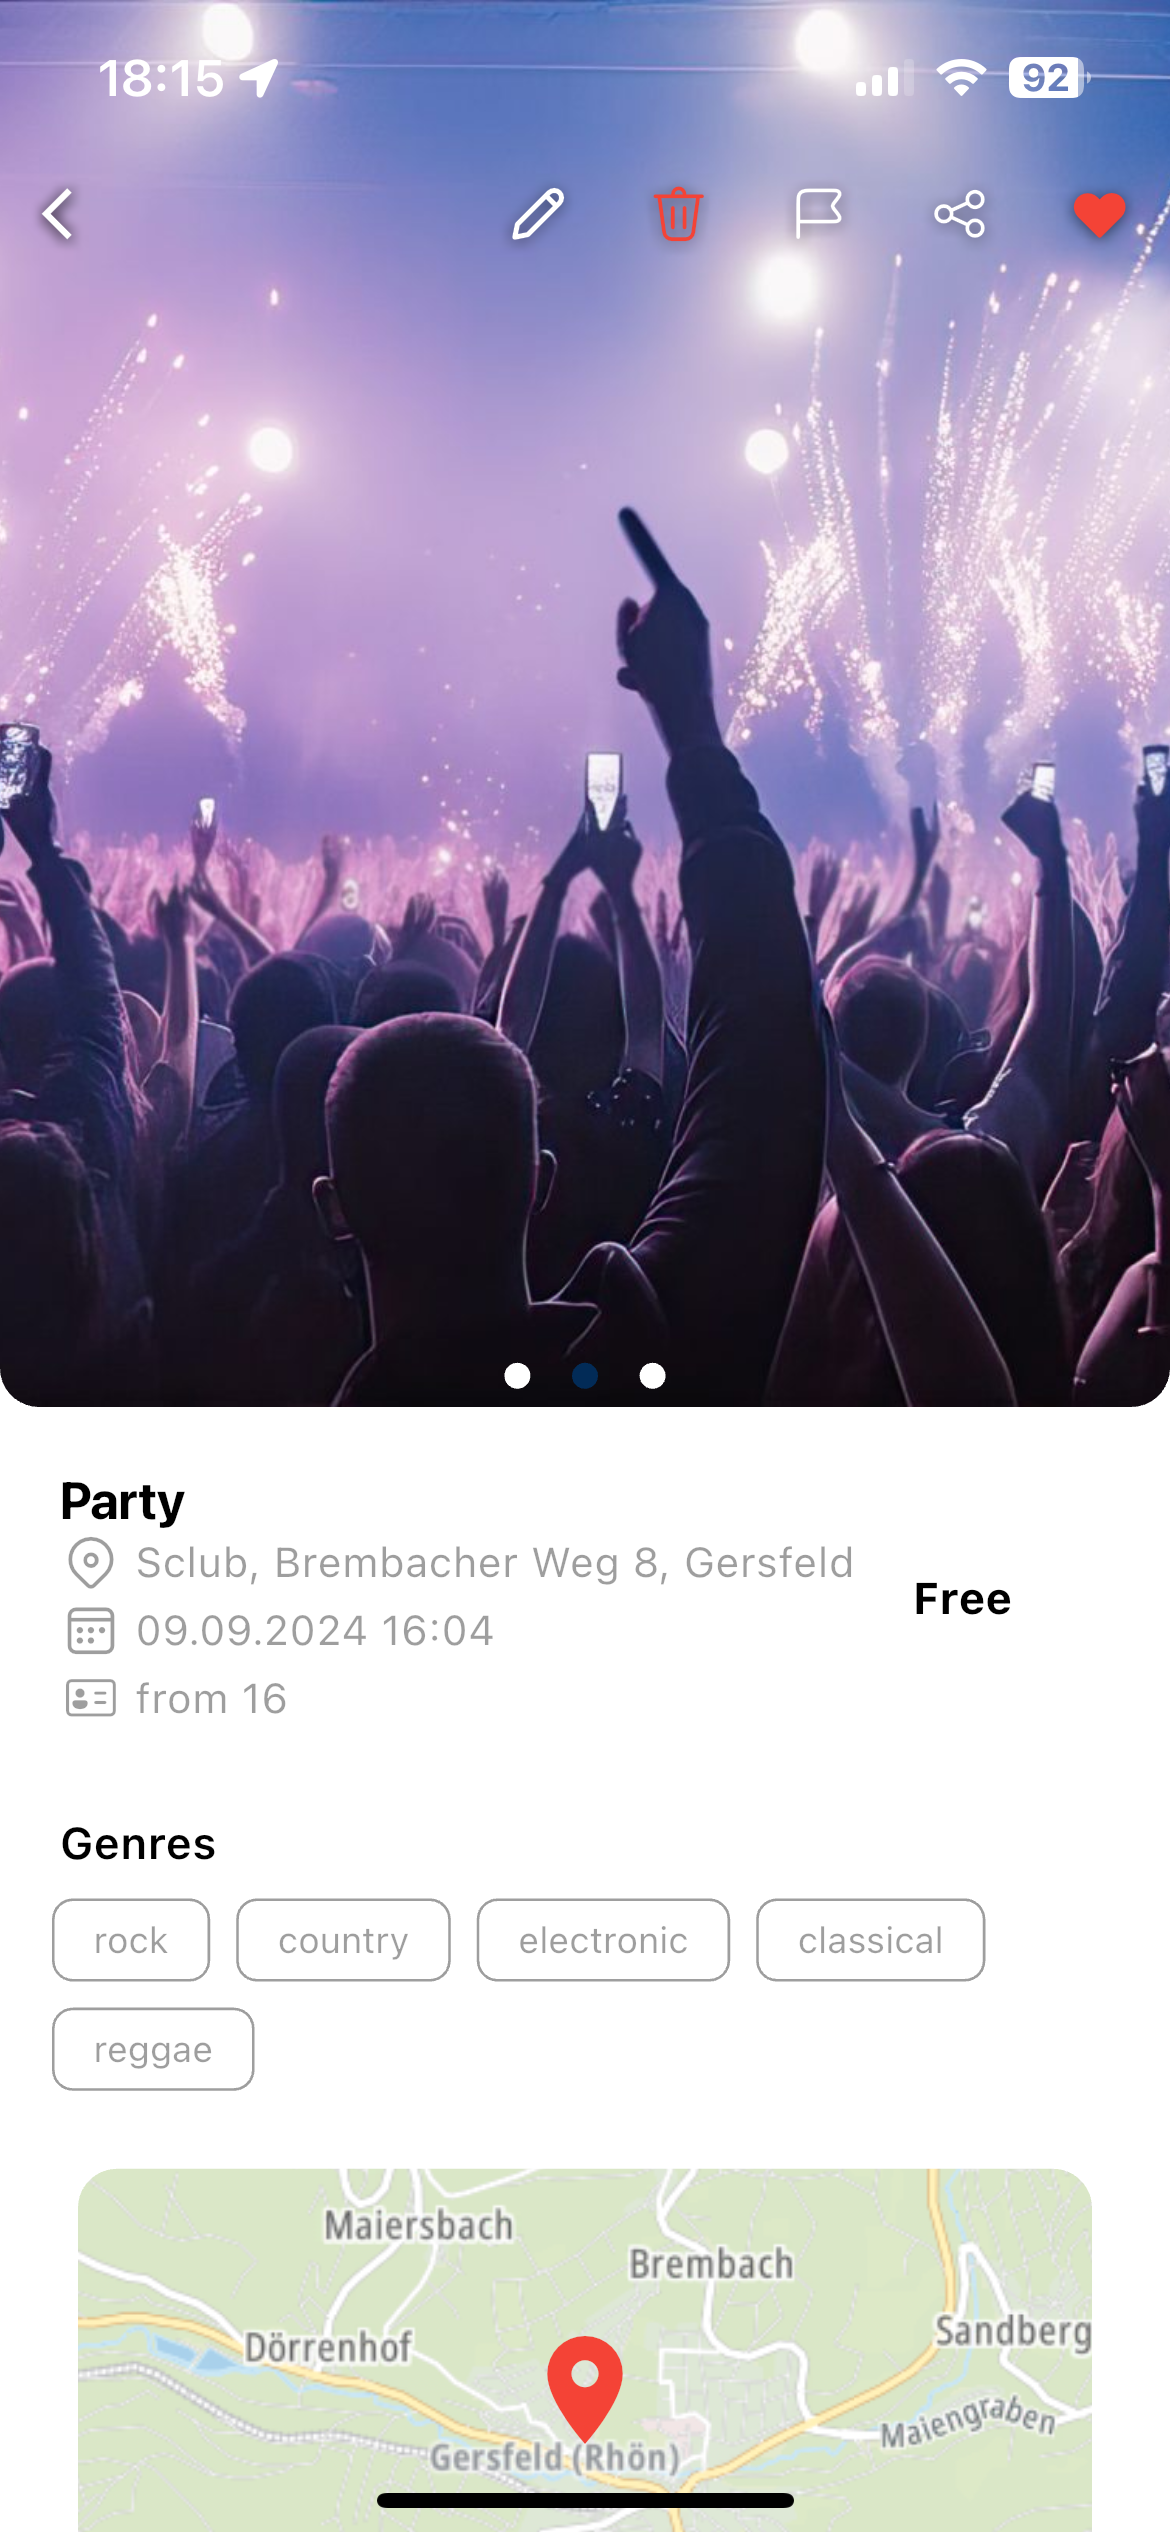 18:15
92
Party
Sclub, Brembacher Weg 8, Gersfeld
Free
09.09.2024 16:04
from 16
Genres
rock country electronic classical
reggae
Maiersbach
Brembach
Sandberg
Dörrenhof
Maiengraben
Gersfeld (Rhön)